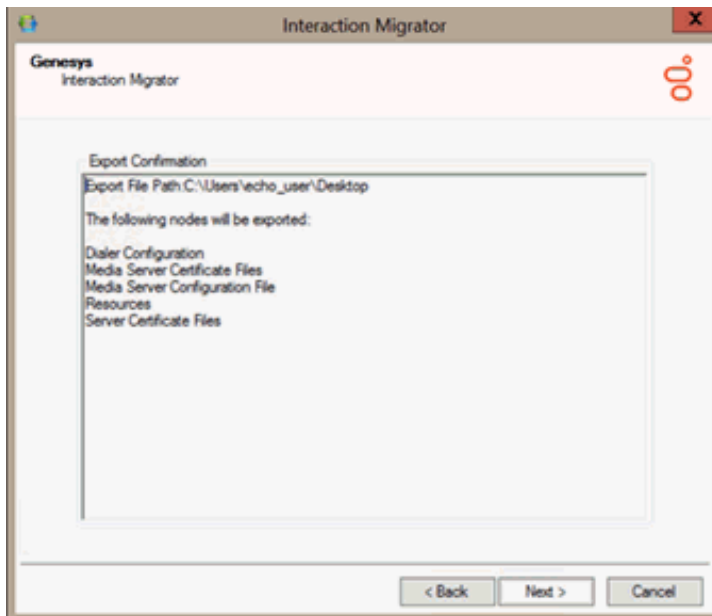 Interaction Migrator
X
Genesys
Interaction Migrator
Export Confirmation
Export File Path:C:\Users\echo_user\Desktop
The following nodes will be exported:
Dialer Configuration
Media Server Certificate Files
Media Server Configuration File
Resources
Server Certificate Files
< Back
Next >
Cancel